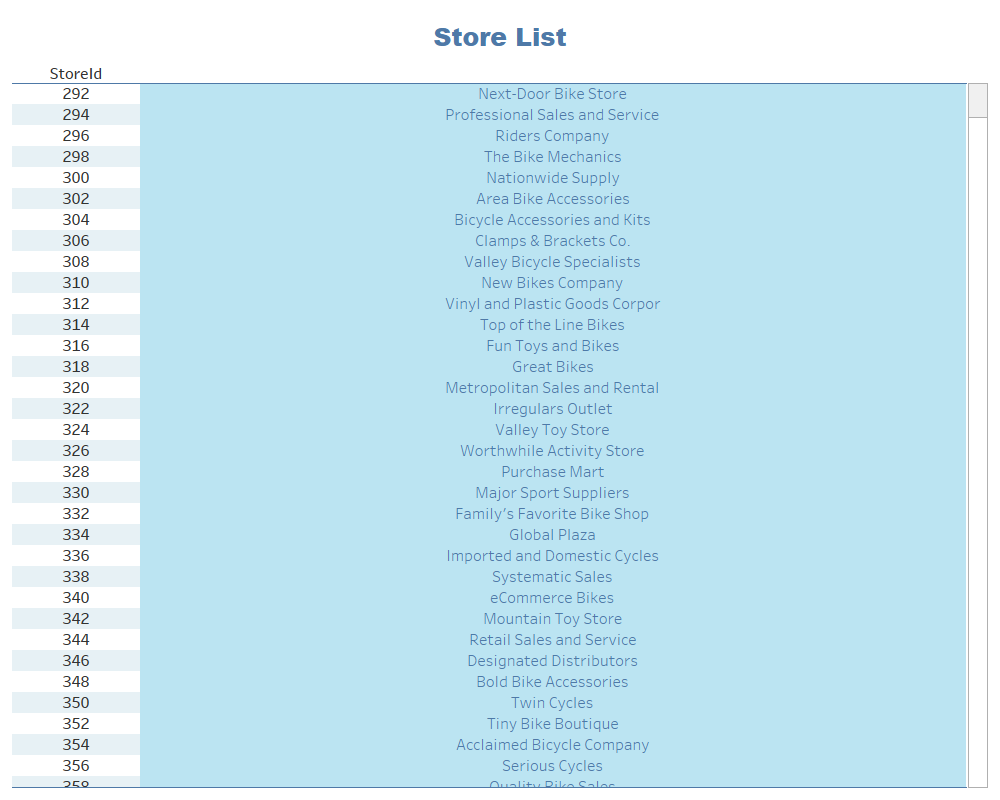 Store List
StoreId
292 Next-Door Bike Store
294 Professional Sales and Service
296 Riders Company
298 The Bike Mechanics
300 Nationwide Supply
302 Area Bike Accessories
304 Bicycle Accessories and Kits
306 Clamps & Brackets Co.
308 Valley Bicycle Specialists
310 New Bikes Company
312 Vinyl and Plastic Goods Corpor
314 Top of the Line Bikes
316 Fun Toys and Bikes
318 Great Bikes
320 Metropolitan Sales and Rental
322 Irregulars Outlet
324 Valley Toy Store
326 Worthwhile Activity Store
328 Purchase Mart
330 Major Sport Suppliers
332 Family's Favorite Bike Shop
334 Global Plaza
336 Imported and Domestic Cycles
338 Systematic Sales
340 eCommerce Bikes
342 Mountain Toy Store
344 Retail Sales and Service
346 Designated Distributors
348 Bold Bike Accessories
350 Twin Cycles
352 Tiny Bike Boutique
354 Acclaimed Bicycle Company
356 Serious Cycles
358 Quality Bike Sales